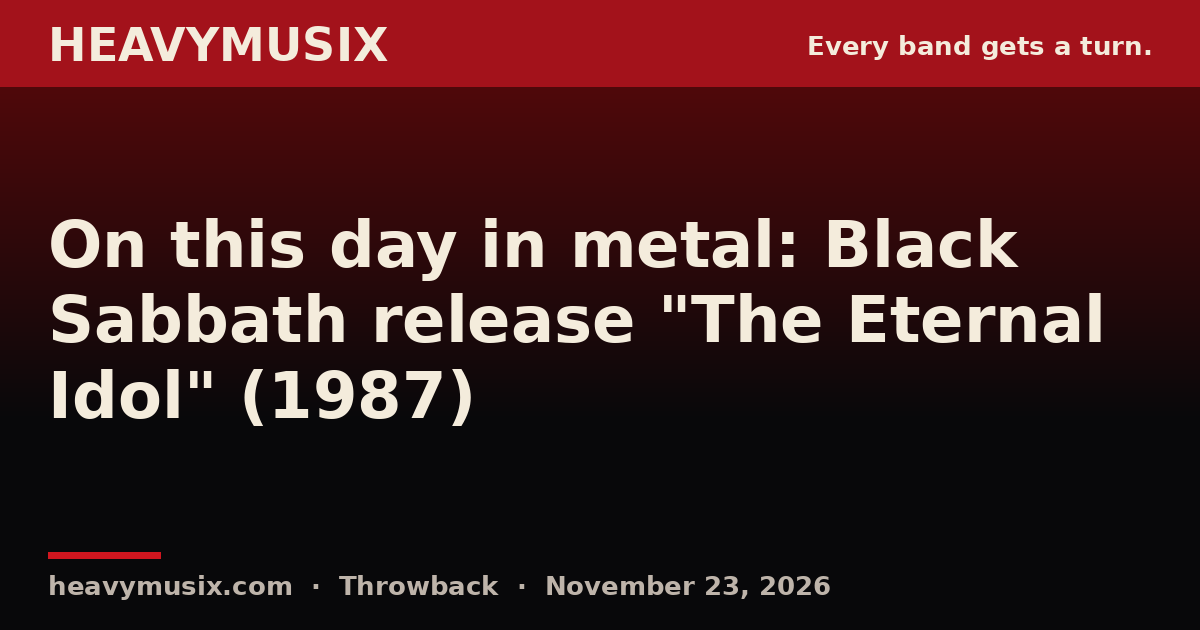 HEAVYMUSIX
Every band gets a turn.
On this day in metal: Black
Sabbath release "The Eternal
Idol" (1987)
heavymusix.com · Throwback · November 23, 2026